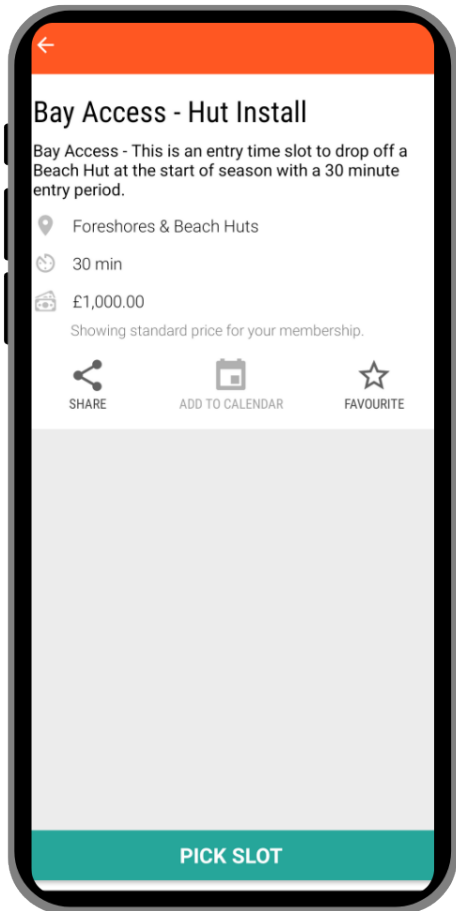 Bay Access - Hut Install
Bay Access - This is an entry time slot to drop off a
Beach Hut at the start of season with a 30 minute
entry period.
Foreshores & Beach Huts
30 min
£1,000.00
Showing standard price for your membership.
SHARE
ADD TO CALENDAR
FAVOURITE
PICK SLOT